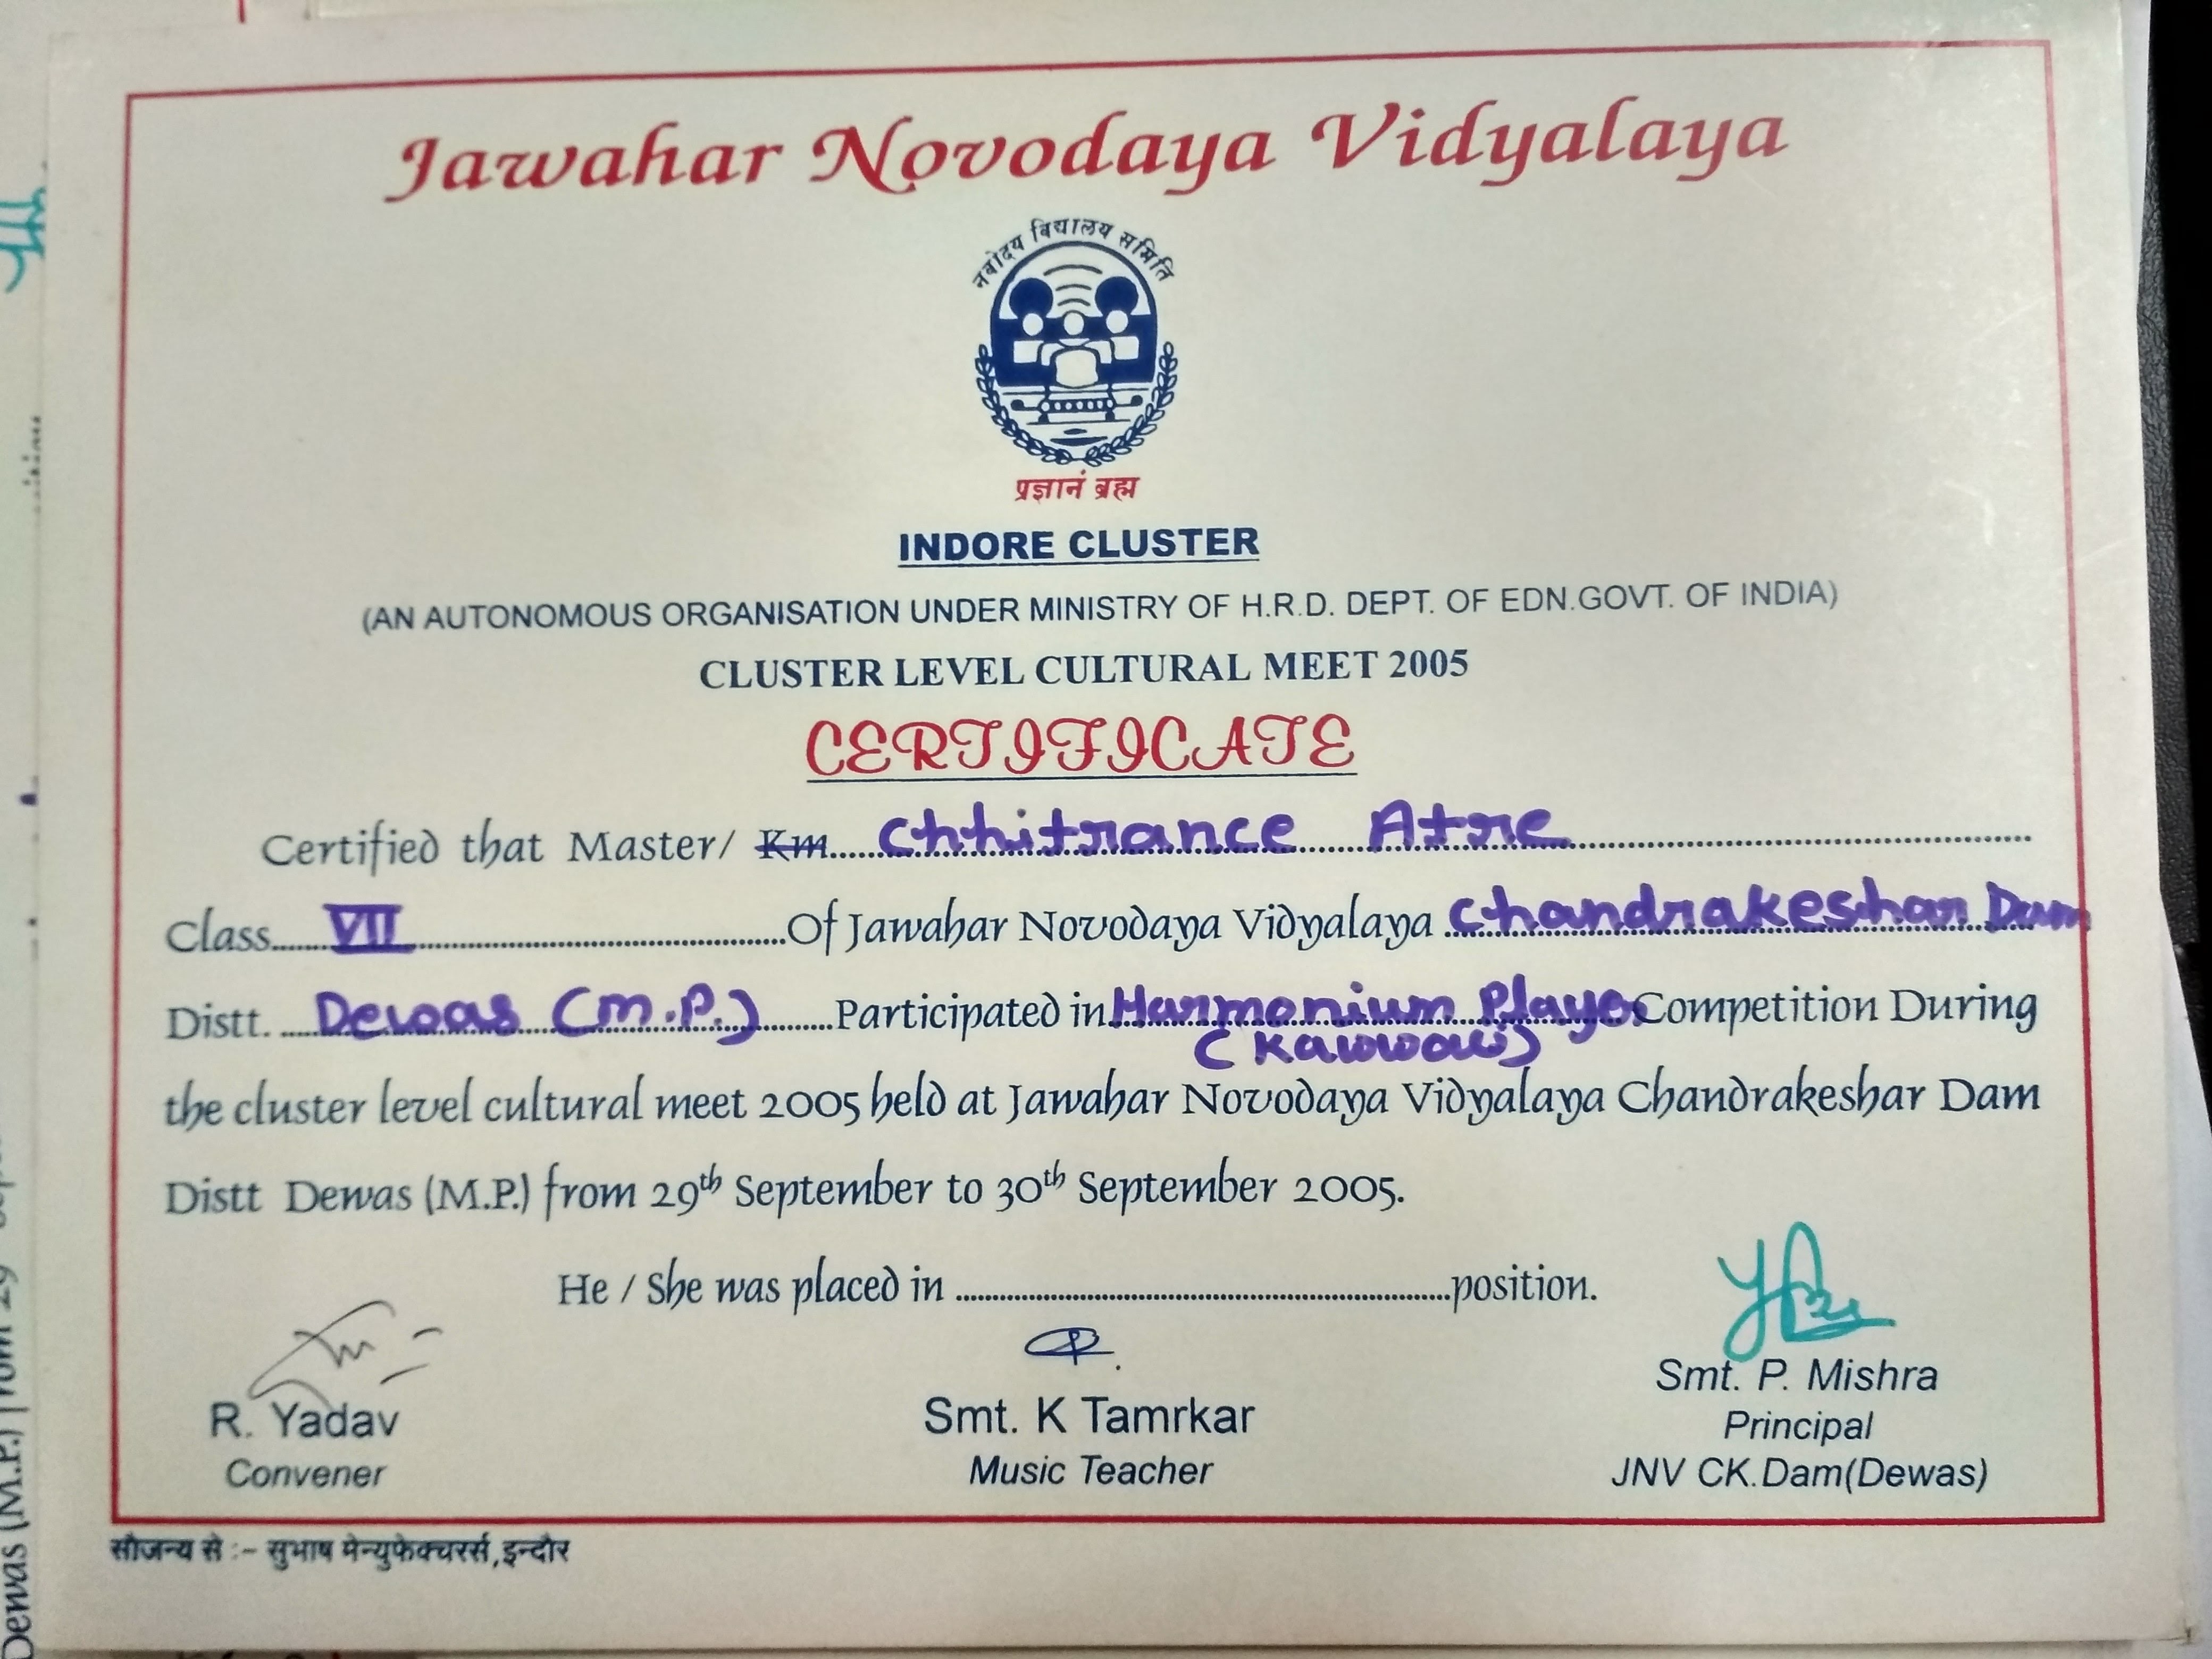 Jawahar Novodaya Vidyalaya
नवोदय विद्यालय समिति
प्रज्ञानं ब्रह्म
INDORE CLUSTER
(AN AUTONOMOUS ORGANISATION UNDER MINISTRY OF H.R.D. DEPT. OF EDN.GOVT. OF INDIA)
CLUSTER LEVEL CULTURAL MEET 2005
CERTIFICATE
Certified that Master/ Km Chhitrance Atre
Class VII Of Jawahar Novodaya Vidyalaya Chandrakeshar Dam
Distt. Dewas (M.P.) Participated in Harmonium Player Competition During
the cluster level cultural meet 2005 held at Jawahar Novodaya Vidyalaya Chandrakeshar Dam
Distt Dewas (M.P.) from 29th September to 30th September 2005.
He / She was placed in position.
R. Yadav
Convener
Smt. K Tamrkar
Music Teacher
Smt. P. Mishra
Principal
JNV CK.Dam(Dewas)
सौजन्य से :- सुभाष मेन्युफेक्चरर्स,इन्दौर
Dewas (M.P.)